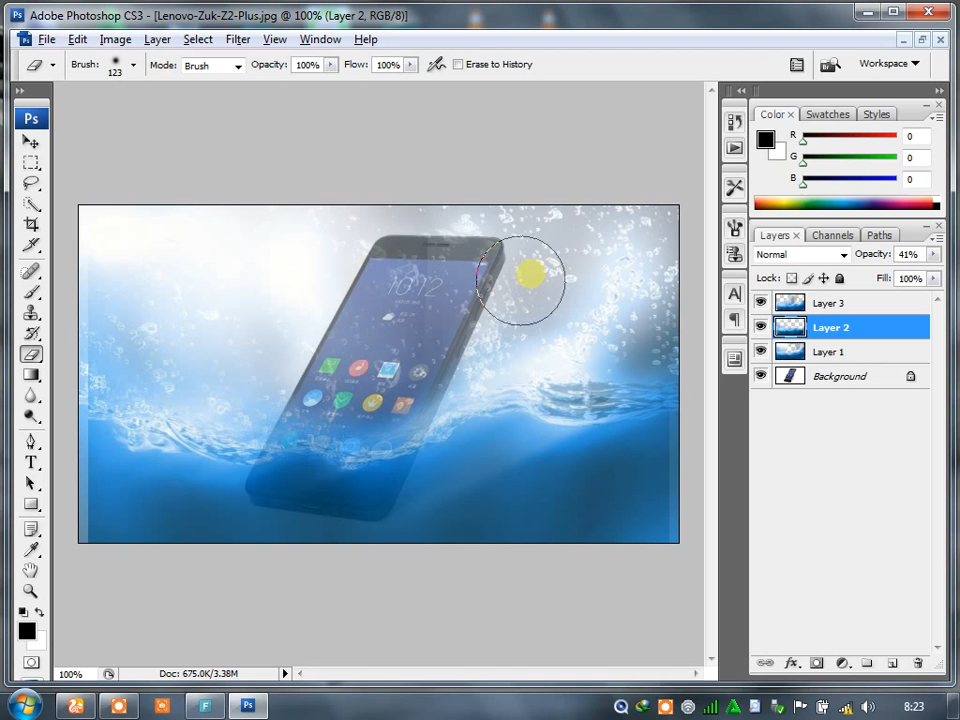 Adobe Photoshop CS3 - [Lenovo-Zuk-Z2-Plus.jpg @ 100% (Layer 2, RGB/8)]
File Edit Image Layer Select Filter View Window Help
Brush: 123 Mode: Brush Opacity: 100% Flow: 100% Erase to History Workspace
Ps
Color Swatches Styles
R 0
G 0
B 0
Layers Channels Paths
Normal Opacity: 41%
Lock: Fill: 100%
Layer 3
Layer 2
Layer 1
Background
10:12
100% Doc: 675.0K/3.38M
8:23